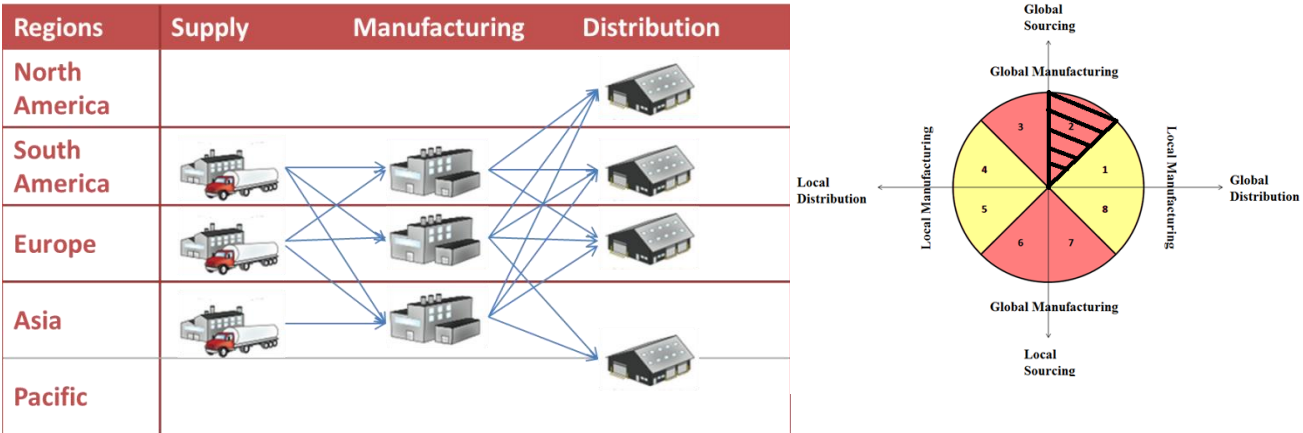 Regions Supply Manufacturing Distribution
North
America
South
America
Europe
Asia
Pacific
Global
Sourcing
Global Manufacturing
Local Manufacturing
3
2
4
1
5
8
6
7
Local Manufacturing
Local
Distribution
Global
Distribution
Global Manufacturing
Local
Sourcing